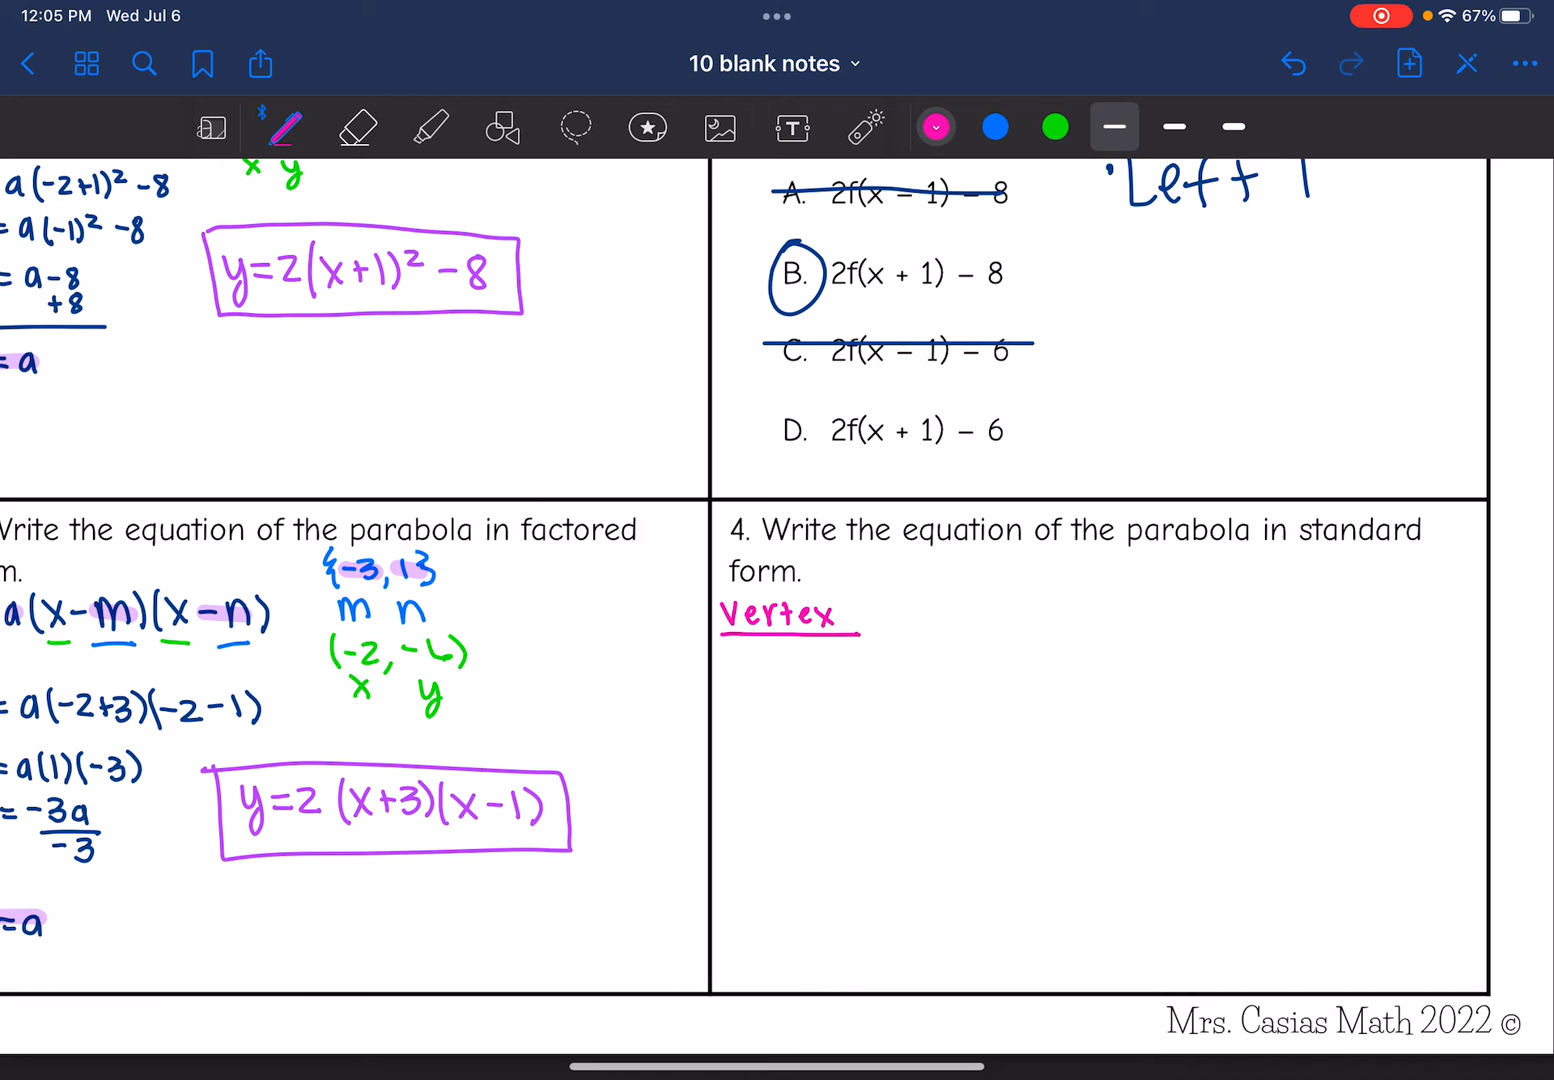 12:05 PM Wed Jul 6
67%
10 blank notes
T
x y
a(-2+1)² -8
= a(-1)² -8
= a -8
+8
= a
y=2(x+1)² -8
A. 2f(x – 1) – 8
B. 2f(x + 1) – 8
C. 2f(x – 1) – 6
D. 2f(x + 1) – 6
·Left 1
Write the equation of the parabola in factored
m.
{-3, 1}
m n
a(x-m)(x-n)
(-2, -6)
x y
= a(-2+3)(-2-1)
= a(1)(-3)
= -3a
-3
= a
y=2(x+3)(x-1)
4. Write the equation of the parabola in standard
form.
Vertex
Mrs. Casias Math 2022 ©